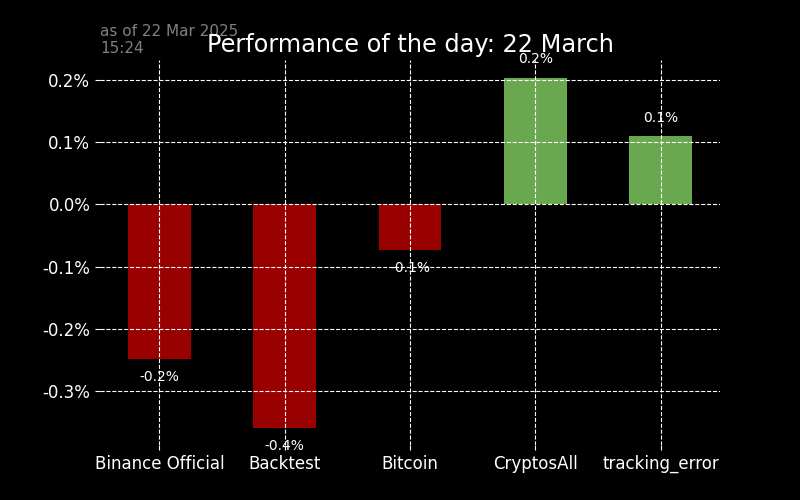 as of 22 Mar 2025
15:24
Performance of the day: 22 March
0.2%
0.2%
0.1%
0.1%
0.0%
-0.1%
-0.1%
-0.2%
-0.2%
-0.3%
-0.4%
Binance Official
Backtest
Bitcoin
CryptosAll
tracking_error